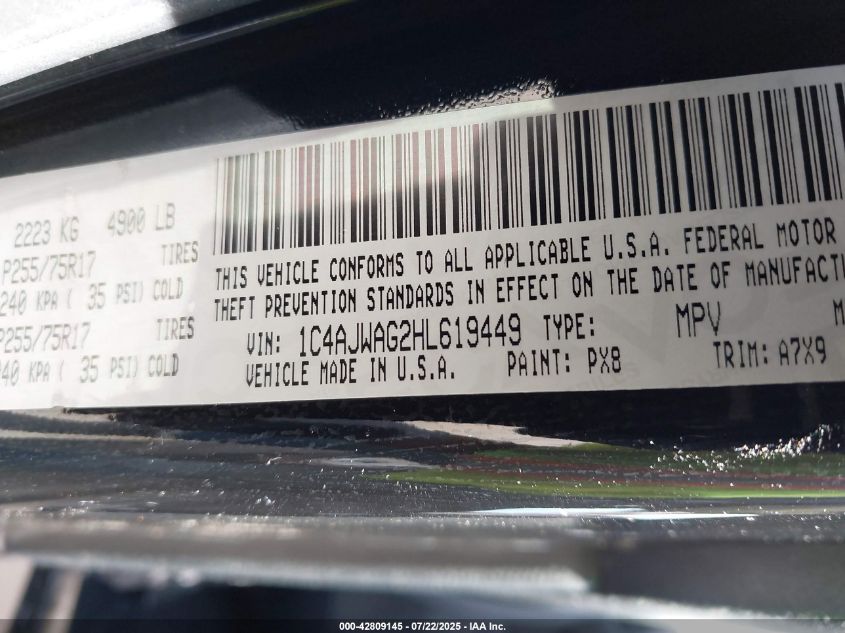 2223 KG 4900 LB
P255/75R17 TIRES
240 KPA ( 35 PSI) COLD
P255/75R17 TIRES
240 KPA ( 35 PSI) COLD
THIS VEHICLE CONFORMS TO ALL APPLICABLE U.S.A. FEDERAL MOTOR
THEFT PREVENTION STANDARDS IN EFFECT ON THE DATE OF MANUFACT
VIN: 1C4AJWAG2HL619449 TYPE: MPV M
VEHICLE MADE IN U.S.A. PAINT: PX8 TRIM: A7X9
000-42809145 - 07/22/2025 - IAA Inc.